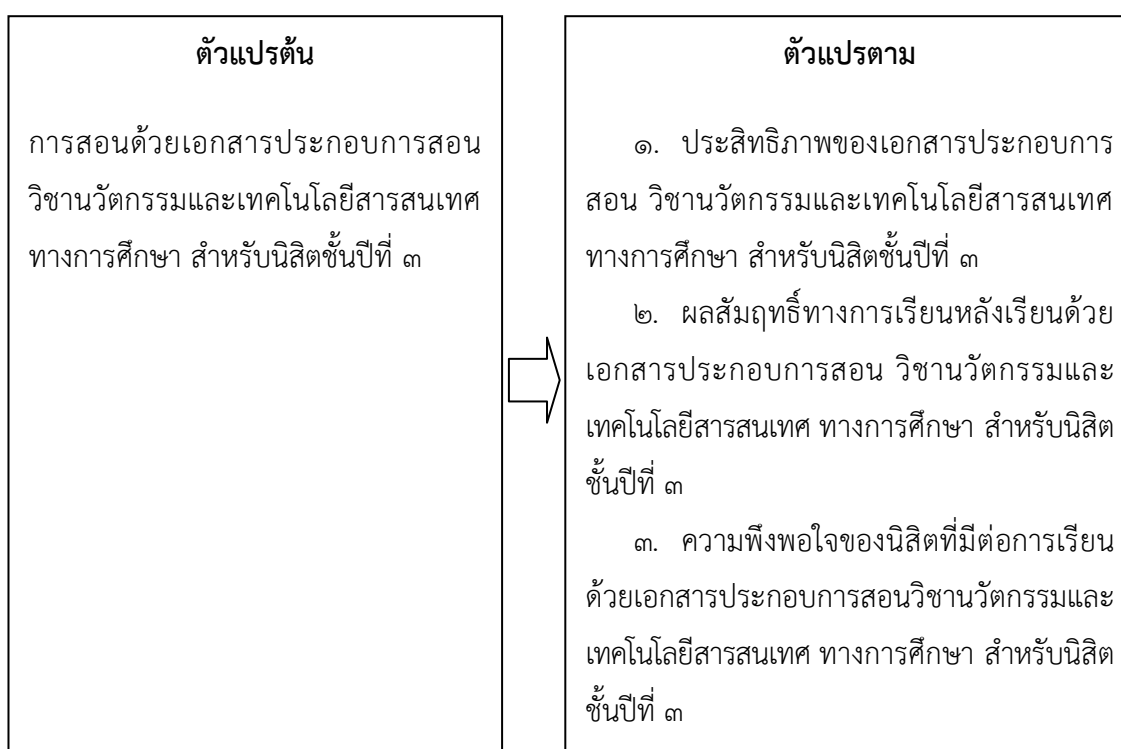 ตัวแปรต้น
การสอนด้วยเอกสารประกอบการสอน
วิชานวัตกรรมและเทคโนโลยีสารสนเทศ
ทางการศึกษา สำหรับนิสิตชั้นปีที่ ๓
ตัวแปรตาม
๑. ประสิทธิภาพของเอกสารประกอบการ
สอน วิชานวัตกรรมและเทคโนโลยีสารสนเทศ
ทางการศึกษา สำหรับนิสิตชั้นปีที่ ๓
๒. ผลสัมฤทธิ์ทางการเรียนหลังเรียนด้วย
เอกสารประกอบการสอน วิชานวัตกรรมและ
เทคโนโลยีสารสนเทศ ทางการศึกษา สำหรับนิสิต
ชั้นปีที่ ๓
๓. ความพึงพอใจของนิสิตที่มีต่อการเรียน
ด้วยเอกสารประกอบการสอนวิชานวัตกรรมและ
เทคโนโลยีสารสนเทศ ทางการศึกษา สำหรับนิสิต
ชั้นปีที่ ๓